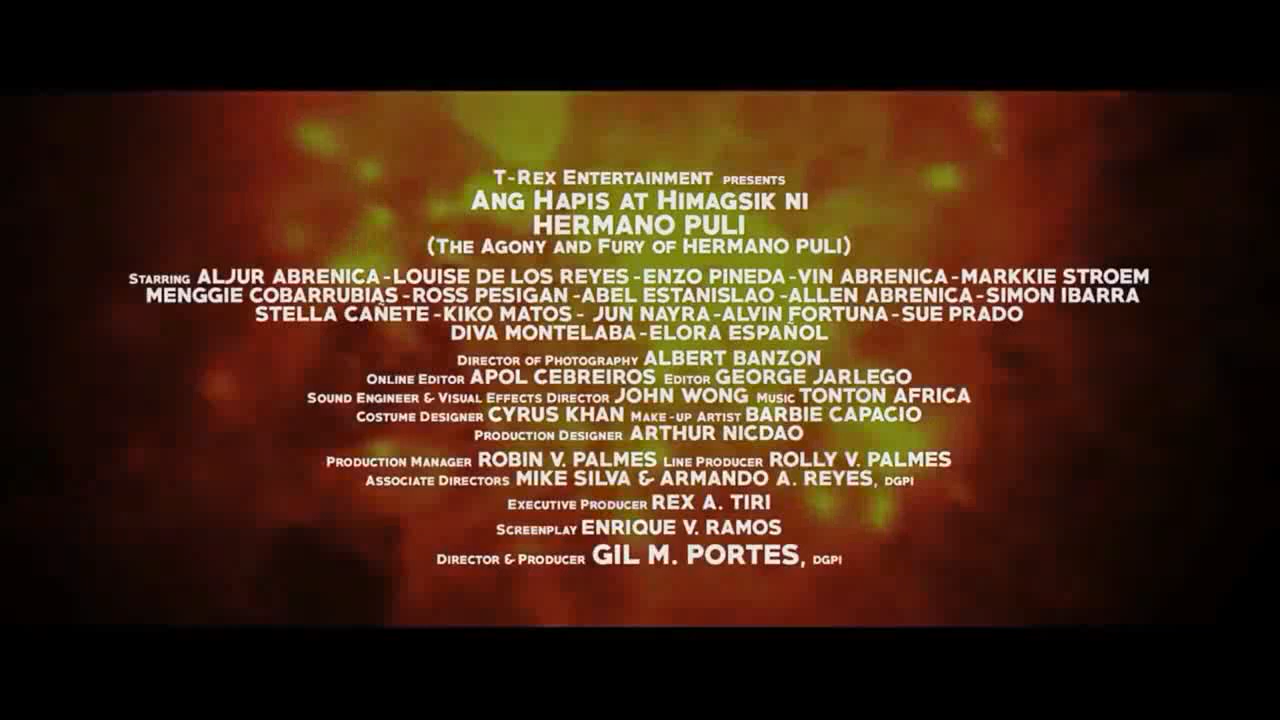 T-Rex Entertainment presents
Ang Hapis at Himagsik ni
HERMANO PULI
(The Agony and Fury of HERMANO PULI)
Starring ALJUR ABRENICA - LOUISE DE LOS REYES - ENZO PINEDA - VIN ABRENICA - MARKKIE STROEM
MENGGIE COBARRUBIAS - ROSS PESIGAN - ABEL ESTANISLAO - ALLEN ABRENICA - SIMON IBARRA
STELLA CAÑETE - KIKO MATOS - JUN NAYRA - ALVIN FORTUNA - SUE PRADO
DIVA MONTELABA - ELORA ESPAÑOL
Director of Photography ALBERT BANZON
Online Editor APOL CEBREIROS Editor GEORGE JARLEGO
Sound Engineer & Visual Effects Director JOHN WONG Music TONTON AFRICA
Costume Designer CYRUS KHAN Make-up Artist BARBIE CAPACIO
Production Designer ARTHUR NICDAO
Production Manager ROBIN V. PALMES Line Producer ROLLY V. PALMES
Associate Directors MIKE SILVA & ARMANDO A. REYES, DGPI
Executive Producer REX A. TIRI
Screenplay ENRIQUE V. RAMOS
Director & Producer GIL M. PORTES, DGPI